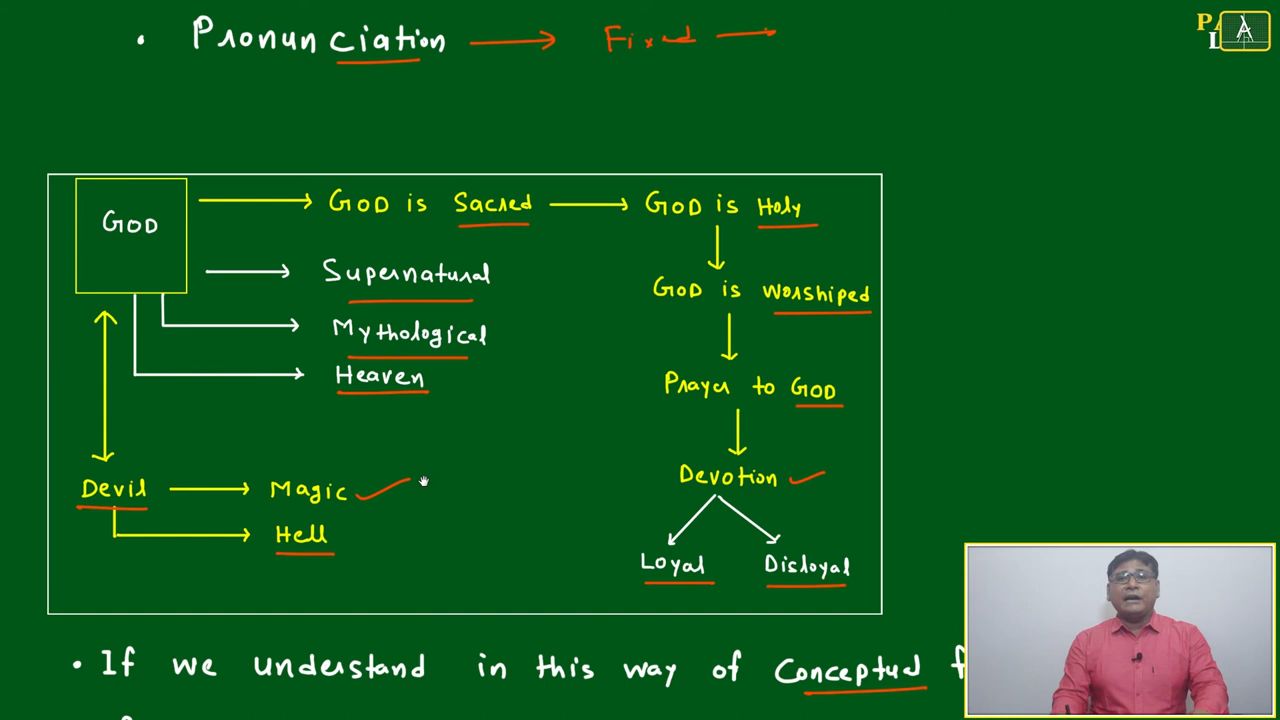 • Pronunciation → Fixed →
PA
L
GOD → GOD is Sacred → GOD is Holy
→ Supernatural
GOD is worshiped
Mythological
Heaven
Prayer to GOD
Devotion ✓
Devil → Magic ✓
Hell
Loyal Disloyal
• If we understand in this way of conceptual